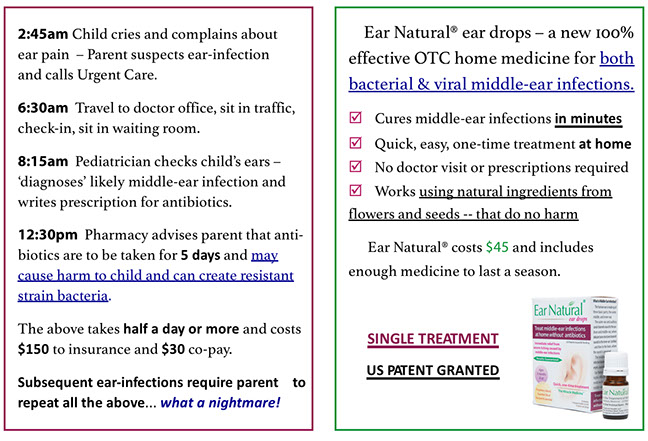 2:45am Child cries and complains about
ear pain – Parent suspects ear-infection
and calls Urgent Care.
6:30am Travel to doctor office, sit in traffic,
check-in, sit in waiting room.
8:15am Pediatrician checks child's ears –
'diagnoses' likely middle-ear infection and
writes prescription for antibiotics.
12:30pm Pharmacy advises parent that anti-
biotics are to be taken for 5 days and may
cause harm to child and can create resistant
strain bacteria.
The above takes half a day or more and costs
$150 to insurance and $30 co-pay.
Subsequent ear-infections require parent to
repeat all the above... what a nightmare!
Ear Natural® ear drops – a new 100%
effective OTC home medicine for both
bacterial & viral middle-ear infections.
Cures middle-ear infections in minutes
Quick, easy, one-time treatment at home
No doctor visit or prescriptions required
Works using natural ingredients from
flowers and seeds -- that do no harm
Ear Natural® costs $45 and includes
enough medicine to last a season.
SINGLE TREATMENT
US PATENT GRANTED
Ear Natural®
ear drops
Treat middle-ear infections
at home without antibiotics